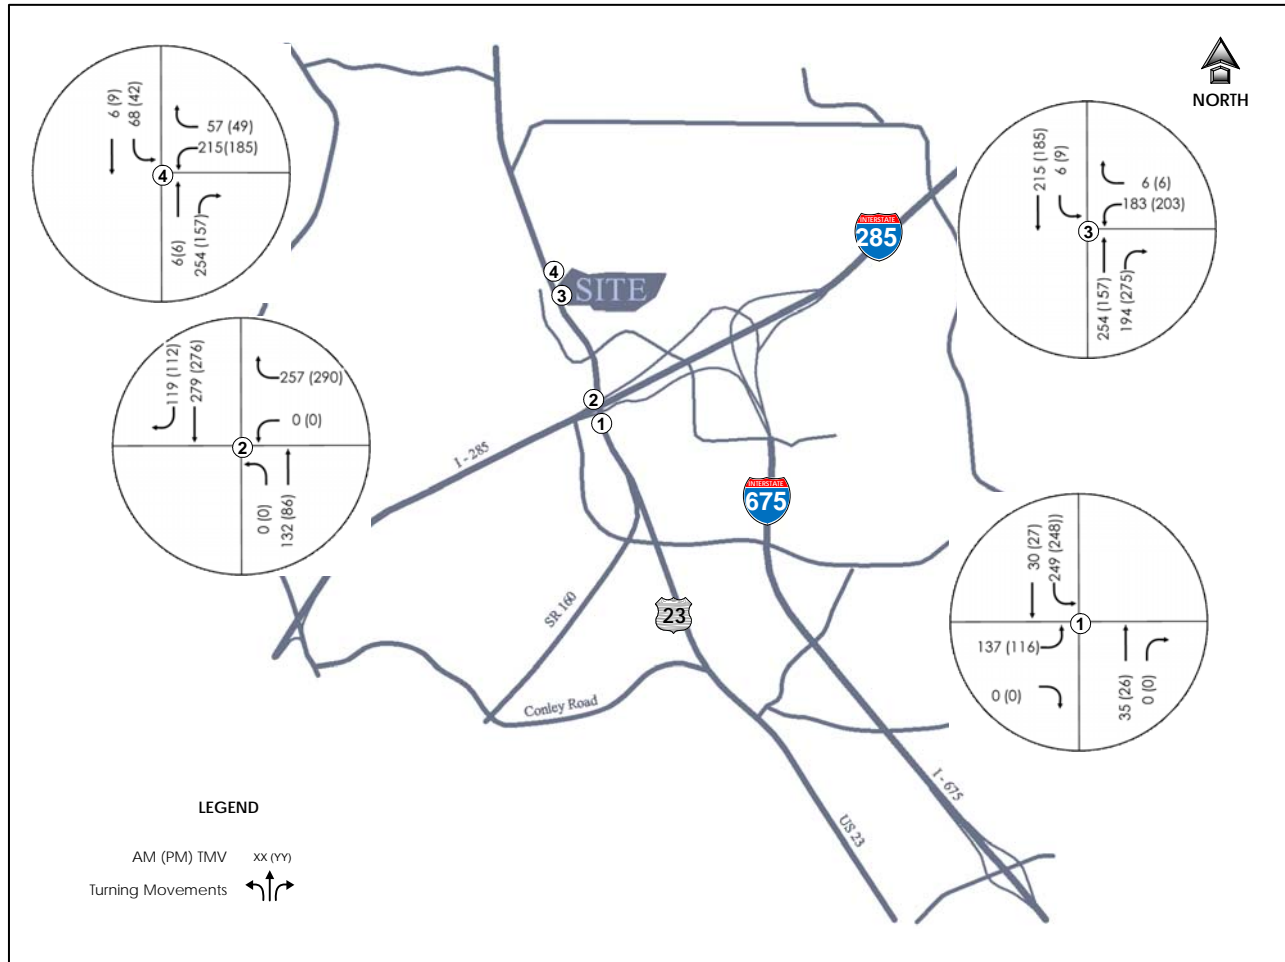 NORTH
6 (9)
68 (42)
57 (49)
215(185)
4
6(6)
254 (157)
215 (185)
6 (9)
6 (6)
183 (203)
3
254 (157)
194 (275)
INTERSTATE
285
4
3
SITE
119 (112)
279 (276)
257 (290)
0 (0)
2
0 (0)
132 (86)
2
1
I - 285
INTERSTATE
675
30 (27)
249 (248))
1
137 (116)
0 (0)
35 (26)
0 (0)
SR 160
23
Conley Road
I - 675
US 23
LEGEND
AM (PM) TMV XX (YY)
Turning Movements